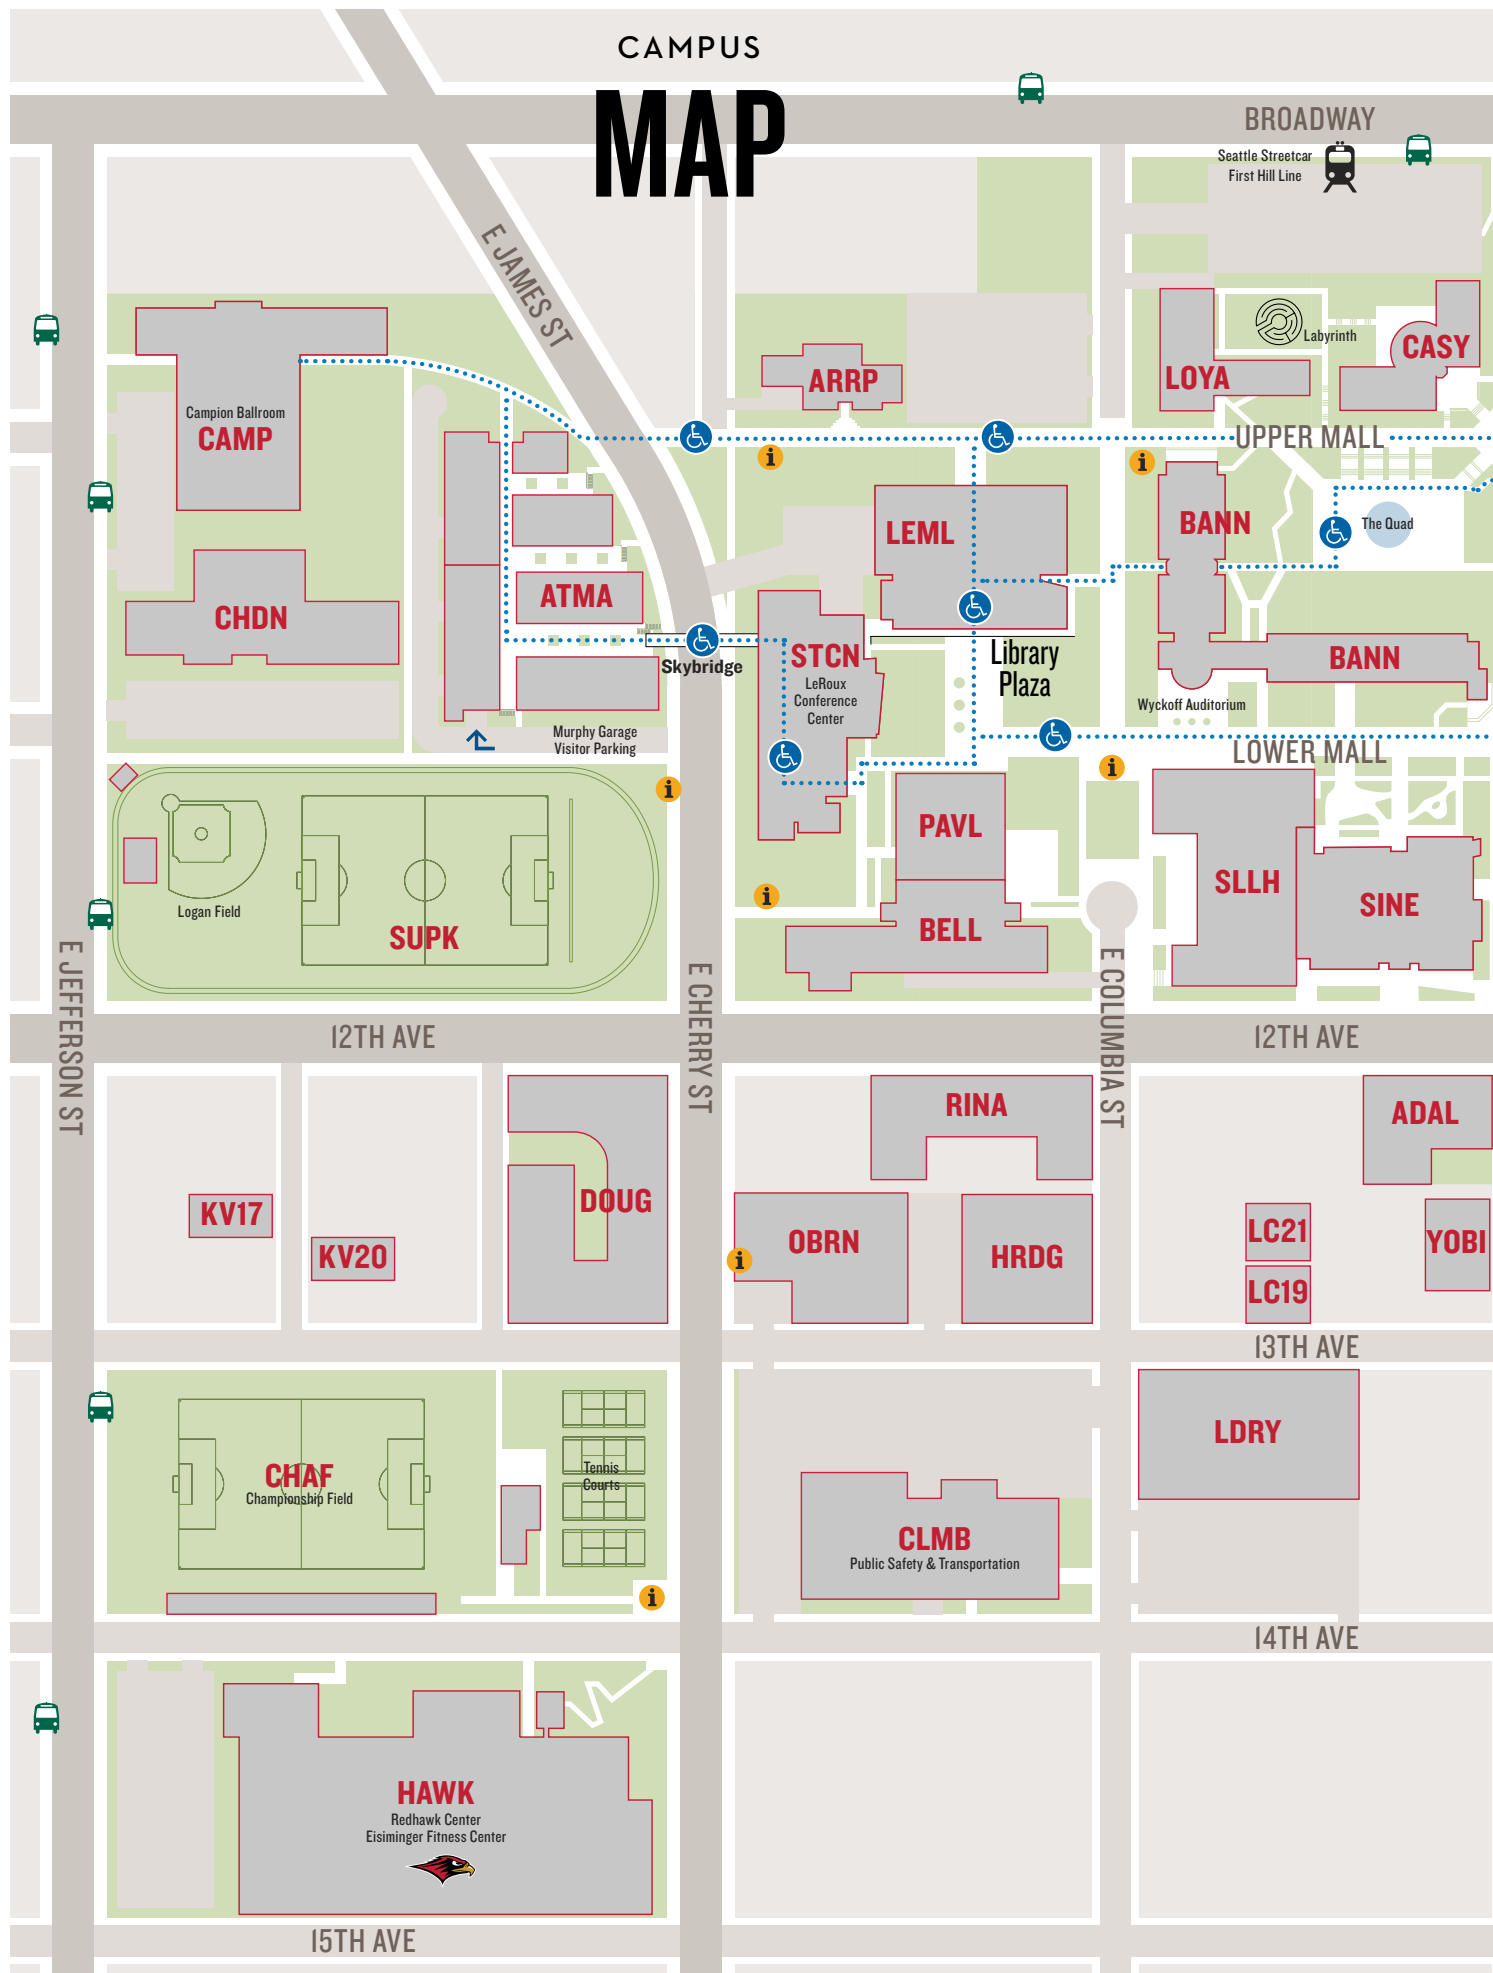 CAMPUS
MAP
BROADWAY
Seattle Streetcar
First Hill Line
E JAMES ST
Labyrinth
CASY
LOYA
ARRP
Campion Ballroom
CAMP
UPPER MALL
LEML
BANN
The Quad
ATMA
CHDN
Skybridge
STCN
LeRoux
Conference
Center
Library
Plaza
BANN
Wyckoff Auditorium
Murphy Garage
Visitor Parking
LOWER MALL
PAVL
SLLH
SINE
Logan Field
SUPK
BELL
E JEFFERSON ST
E CHERRY ST
E COLUMBIA ST
12TH AVE
12TH AVE
RINA
ADAL
KV17
KV20
DOUG
OBRN
HRDG
LC21
LC19
YOBI
13TH AVE
CHAF
Championship Field
Tennis
Courts
LDRY
CLMB
Public Safety & Transportation
14TH AVE
HAWK
Redhawk Center
Eisiminger Fitness Center
15TH AVE